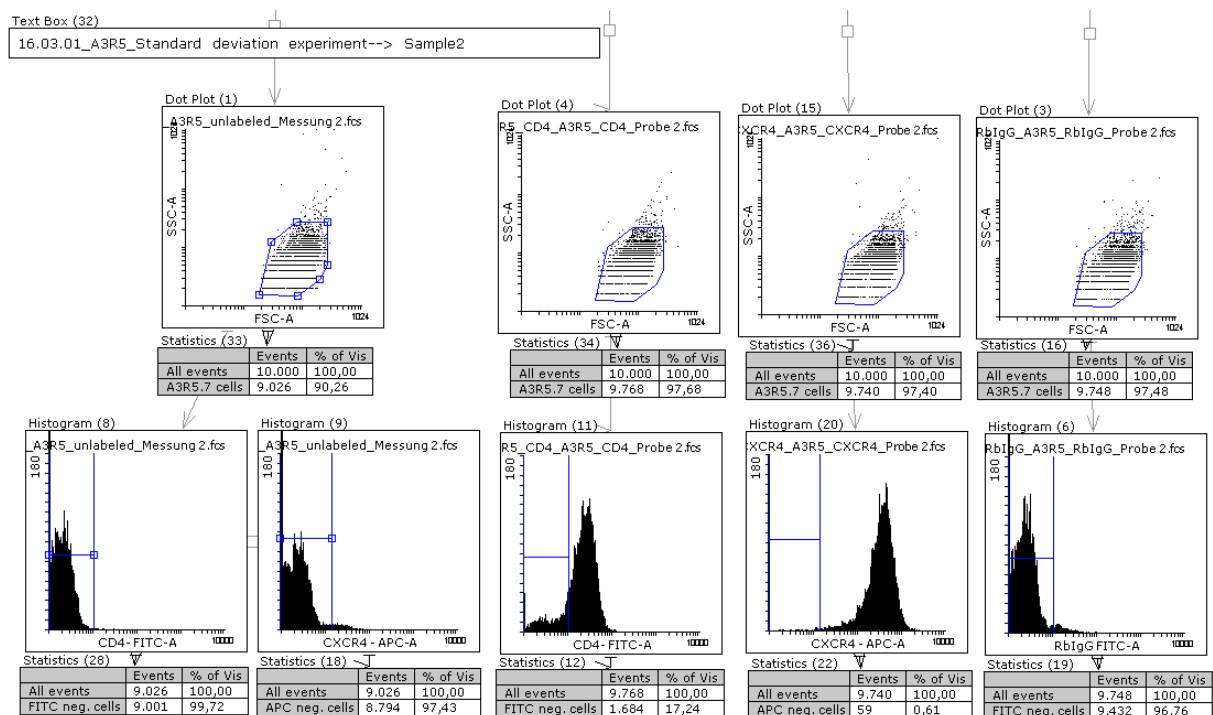 Text Box (32)
16.03.01_A3R5_Standard deviation experiment--> Sample2
Dot Plot (1)
_A3R5_unlabeled_Messung 2.fcs
1024
SSC-A
FSC-A
1024
Statistics (33)
Events % of Vis
All events 10.000 100,00
A3R5.7 cells 9.026 90,26
Dot Plot (4)
R5_CD4_A3R5_CD4_Probe 2.fcs
1024
SSC-A
FSC-A
1024
Statistics (34)
Events % of Vis
All events 10.000 100,00
A3R5.7 cells 9.768 97,68
Dot Plot (15)
CXCR4_A3R5_CXCR4_Probe 2.fcs
1024
SSC-A
FSC-A
1024
Statistics (36)
Events % of Vis
All events 10.000 100,00
A3R5.7 cells 9.740 97,40
Dot Plot (3)
RbIgG_A3R5_RbIgG_Probe 2.fcs
1024
SSC-A
FSC-A
1024
Statistics (16)
Events % of Vis
All events 10.000 100,00
A3R5.7 cells 9.748 97,48
Histogram (8)
_A3R5_unlabeled_Messung 2.fcs
180
CD4-FITC-A
10000
Statistics (28)
Events % of Vis
All events 9.026 100,00
FITC neg. cells 9.001 99,72
Histogram (9)
_A3R5_unlabeled_Messung 2.fcs
180
CXCR4 - APC-A
10000
Statistics (18)
Events % of Vis
All events 9.026 100,00
APC neg. cells 8.794 97,43
Histogram (11)
R5_CD4_A3R5_CD4_Probe 2.fcs
180
CD4-FITC-A
10000
Statistics (12)
Events % of Vis
All events 9.768 100,00
FITC neg. cells 1.684 17,24
Histogram (20)
CXCR4_A3R5_CXCR4_Probe 2.fcs
180
CXCR4 - APC-A
10000
Statistics (22)
Events % of Vis
All events 9.740 100,00
APC neg. cells 59 0,61
Histogram (6)
RbIgG_A3R5_RbIgG_Probe 2.fcs
180
RbIgG FITC-A
10000
Statistics (19)
Events % of Vis
All events 9.748 100,00
FITC neg. cells 9.432 96,76